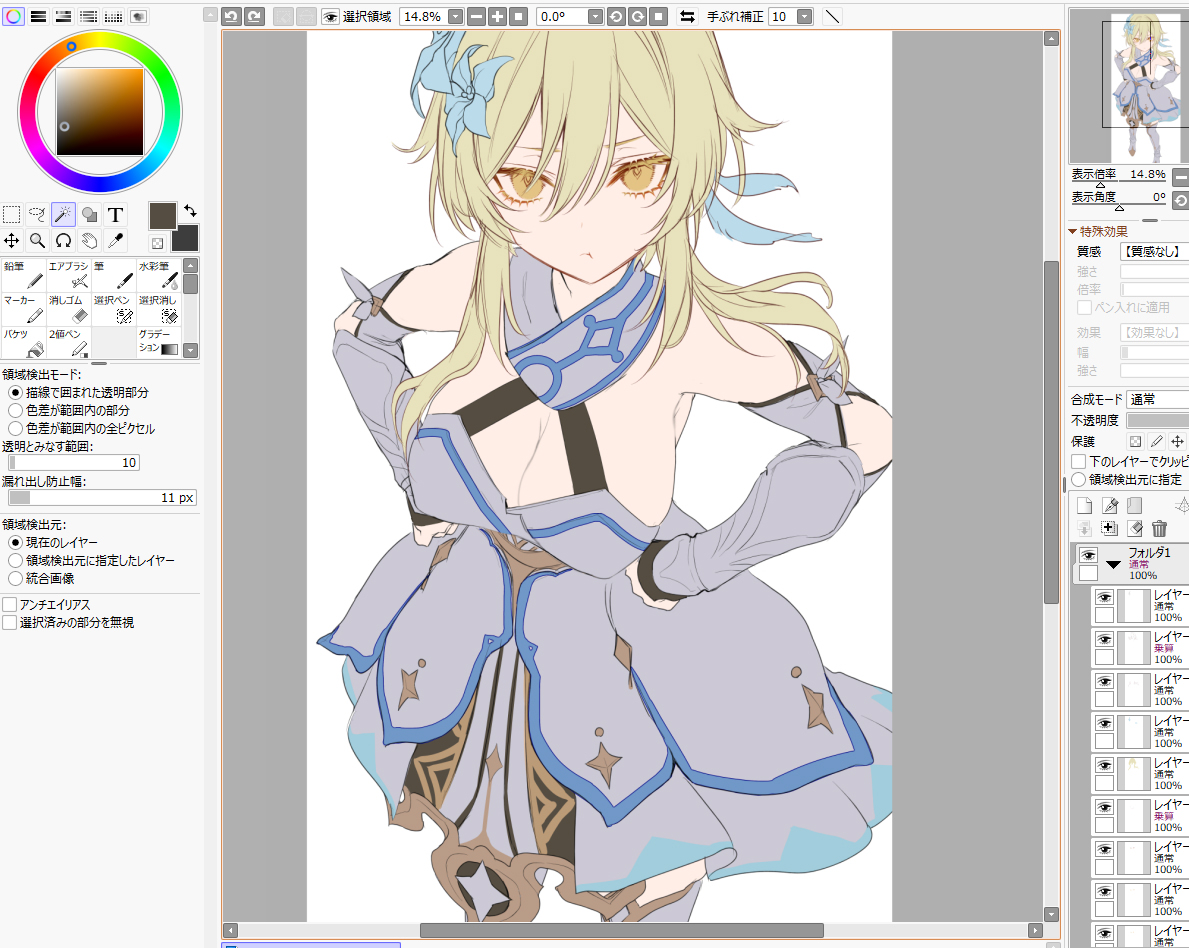 選択領域 14.8% 0.0° 手ぶれ補正 10
T
鉛筆 エアブラシ 筆 水彩筆
マーカー 消しゴム 選択ペン 選択消し
バケツ 2値ペン グラデー
ション
領域検出モード:
描線で囲まれた透明部分
色差が範囲内の部分
色差が範囲内の全ピクセル
透明とみなす範囲:
10
漏れ出し防止幅:
11 px
領域検出元:
現在のレイヤー
領域検出元に指定したレイヤー
統合画像
アンチエイリアス
選択済みの部分を無視
表示倍率 14.8%
表示角度 0°
特殊効果
質感 【質感なし】
強さ
倍率
ペン入れに適用
効果 【効果なし】
幅
強さ
合成モード 通常
不透明度
保護
下のレイヤーでクリッピ
領域検出元に指定
フォルダ1
通常
100%
レイヤー
通常
100%
レイヤー
乗算
100%
レイヤー
通常
100%
レイヤー
通常
100%
レイヤー
通常
100%
レイヤー
乗算
100%
レイヤー
通常
100%
レイヤー
通常
100%
レイヤー
通常